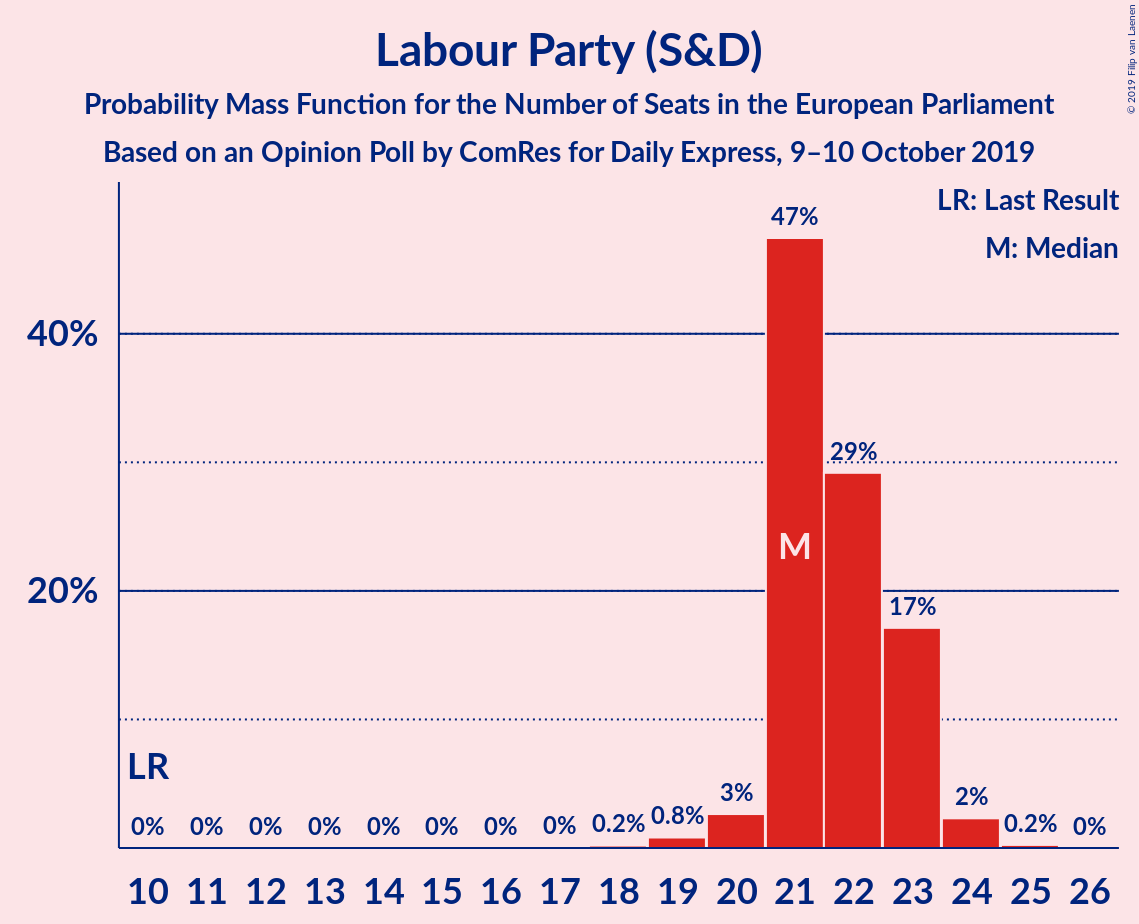 Labour Party (S&D)
Probability Mass Function for the Number of Seats in the European Parliament
Based on an Opinion Poll by ComRes for Daily Express, 9–10 October 2019
© 2019 Filip van Laenen
LR: Last Result
M: Median
47%
40%
29%
M
20%
17%
LR
0% 0% 0% 0% 0% 0% 0% 0% 0.2% 0.8% 3% 2% 0.2% 0%
10 11 12 13 14 15 16 17 18 19 20 21 22 23 24 25 26